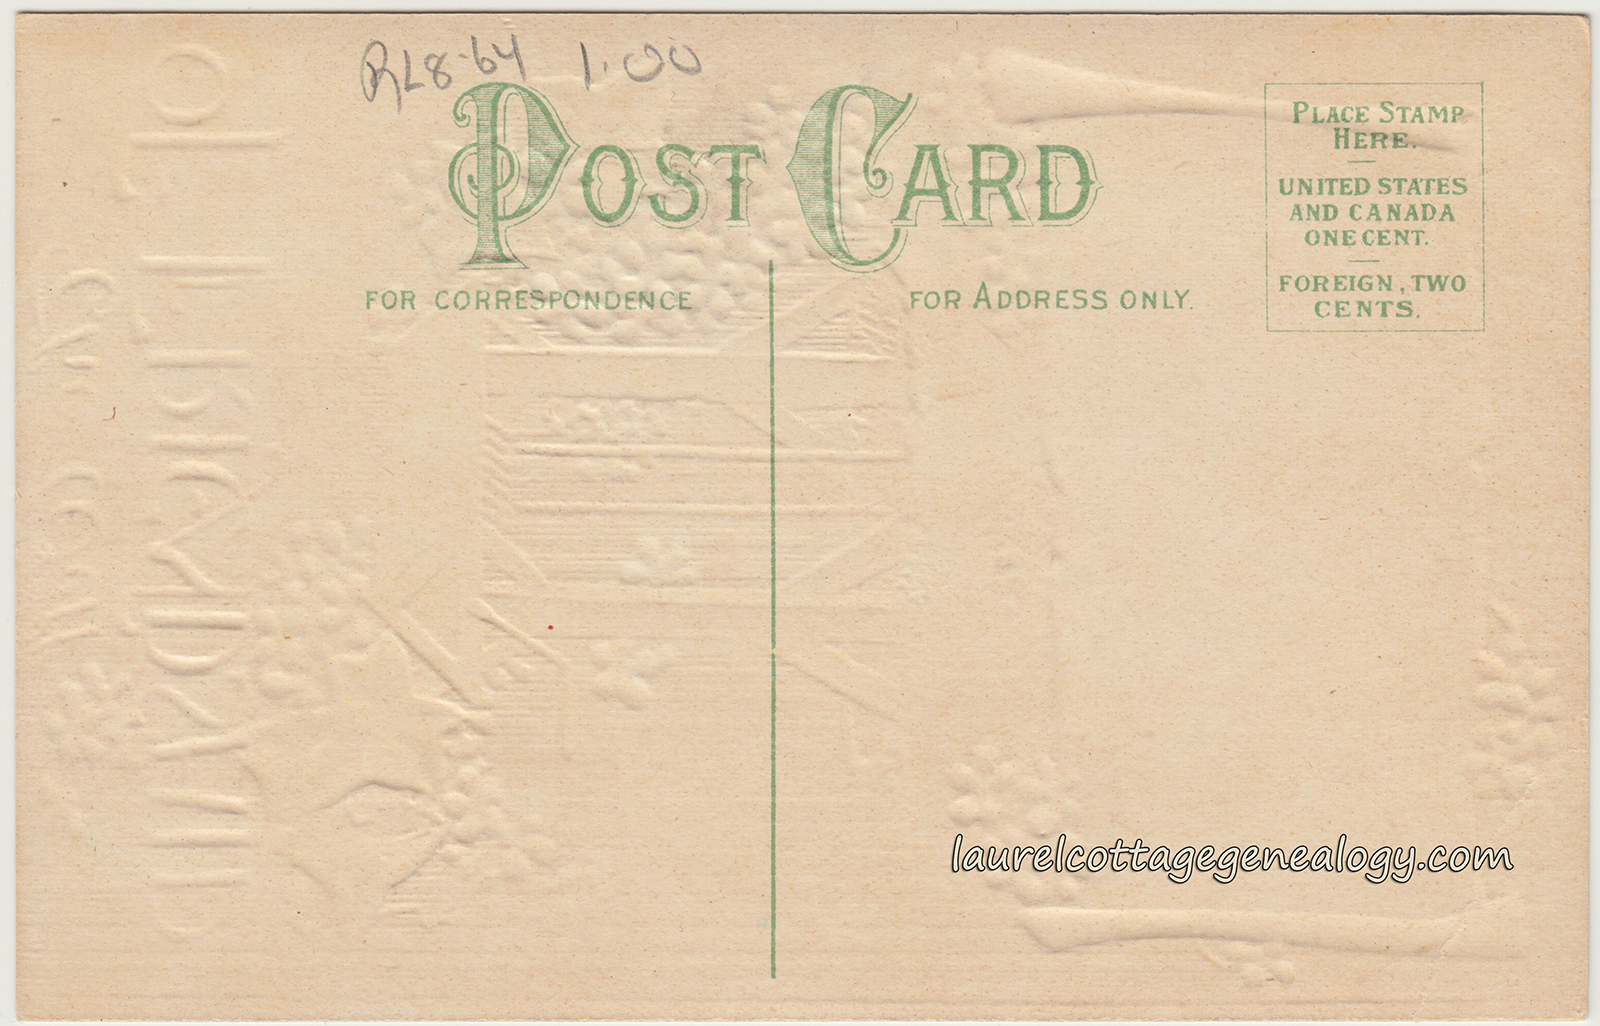 RL8-64 1.00
POST CARD
PLACE STAMP
HERE.
UNITED STATES
AND CANADA
ONE CENT.
FOREIGN, TWO
CENTS.
FOR CORRESPONDENCE
FOR ADDRESS ONLY.
laurelcottagegenealogy.com